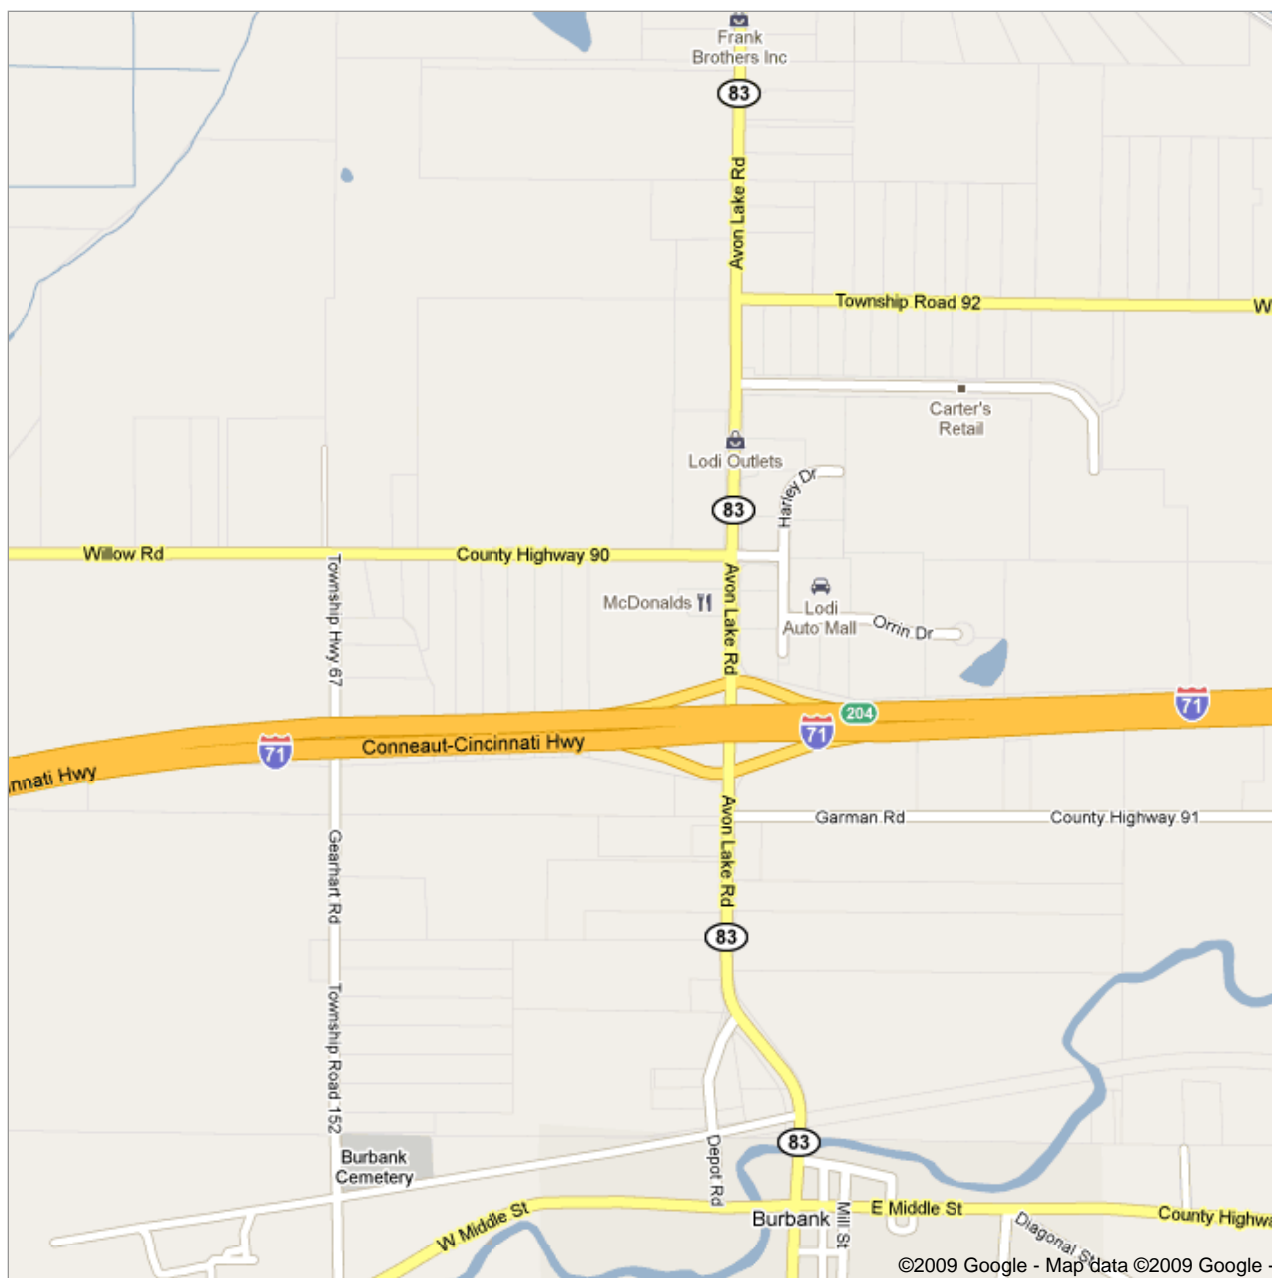 Frank
Brothers Inc
83
Avon Lake Rd
Township Road 92
W
Carter's
Retail
Lodi Outlets
Harley Dr
83
Willow Rd
County Highway 90
Township Hwy 67
Avon Lake Rd
McDonalds
Lodi
Auto Mall
Orrin Dr
71
204
71
71
Conneaut-Cincinnati Hwy
innati Hwy
Avon Lake Rd
Garman Rd
County Highway 91
Gearhart Rd
83
Township Road 152
83
Depot Rd
Burbank
Cemetery
W Middle St
Burbank
Mill St
E Middle St
County Highwa
Diagonal St
©2009 Google - Map data ©2009 Google -